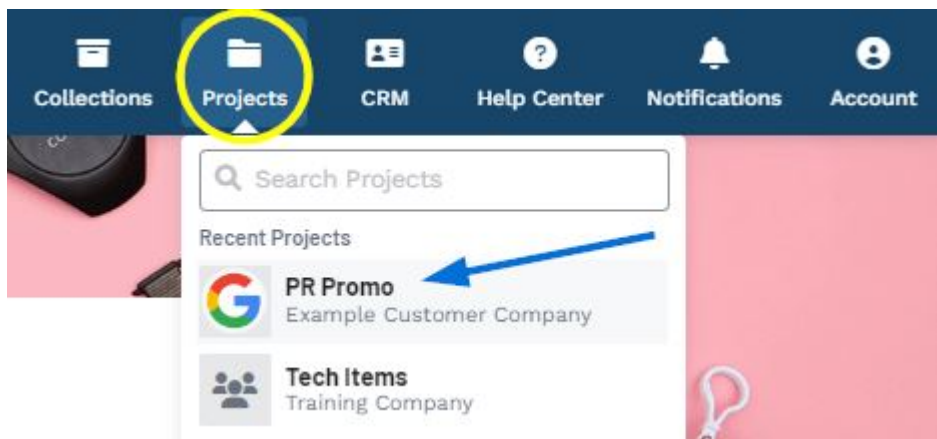 Collections Projects CRM Help Center Notifications Account
Search Projects
Recent Projects
PR Promo
Example Customer Company
Tech Items
Training Company